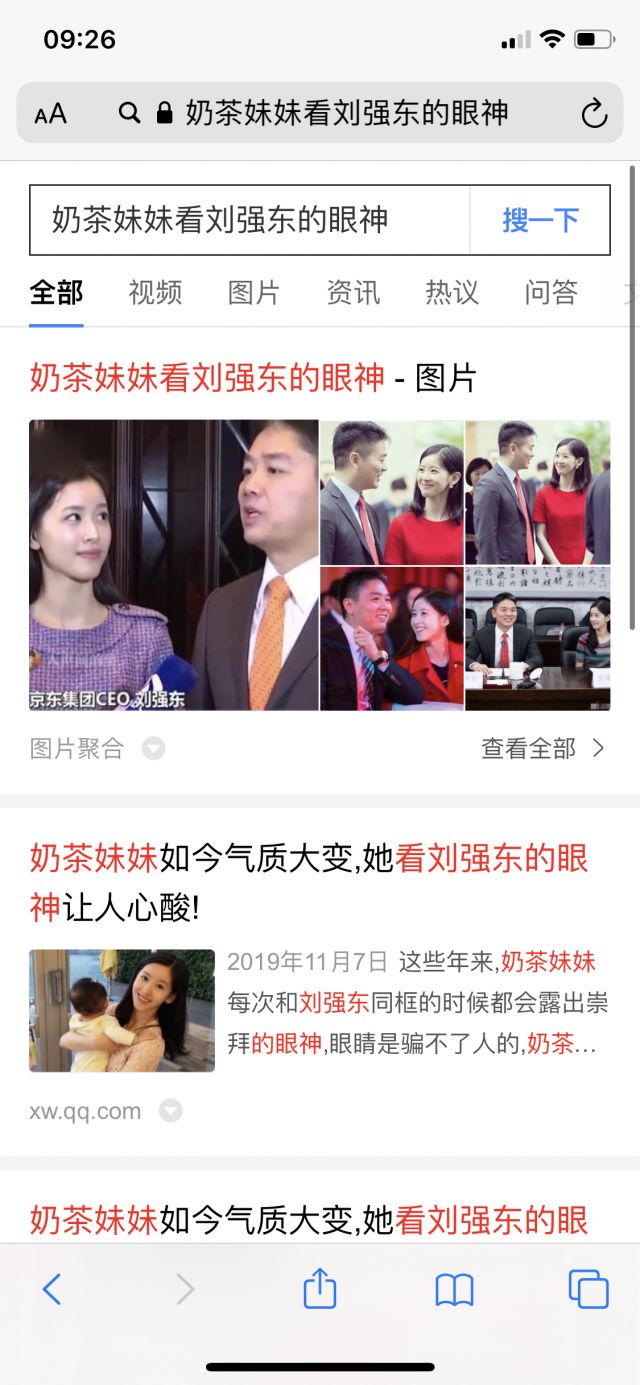 09:26
AA 奶茶妹妹看刘强东的眼神
奶茶妹妹看刘强东的眼神 搜一下
全部 视频 图片 资讯 热议 问答
奶茶妹妹看刘强东的眼神 - 图片
京东集团CEO 刘强东
图片聚合 查看全部
奶茶妹妹如今气质大变,她看刘强东的眼
神让人心酸!
2019年11月7日 这些年来,奶茶妹妹
每次和刘强东同框的时候都会露出崇
拜的眼神,眼睛是骗不了人的,奶茶...
xw.qq.com
奶茶妹妹如今气质大变,她看刘强东的眼